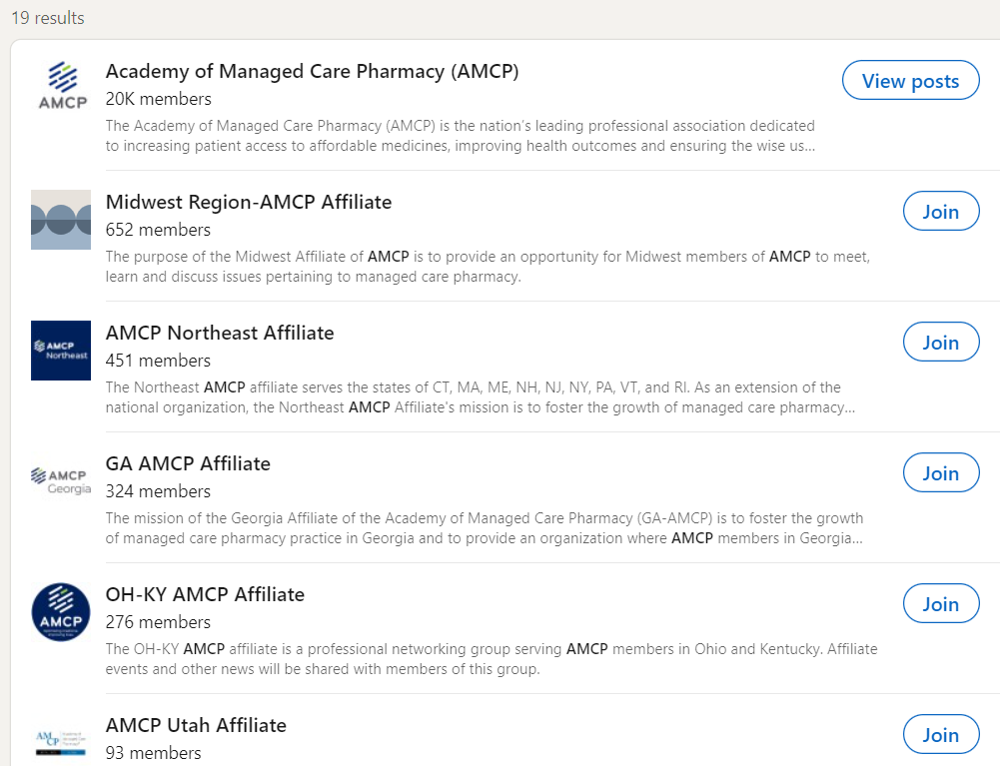 19 results
AMCP
Academy of Managed Care Pharmacy (AMCP)
View posts
20K members
The Academy of Managed Care Pharmacy (AMCP) is the nation's leading professional association dedicated
to increasing patient access to affordable medicines, improving health outcomes and ensuring the wise us...
Midwest Region-AMCP Affiliate
Join
652 members
The purpose of the Midwest Affiliate of AMCP is to provide an opportunity for Midwest members of AMCP to meet,
learn and discuss issues pertaining to managed care pharmacy.
AMCP
Northeast
AMCP Northeast Affiliate
Join
451 members
The Northeast AMCP affiliate serves the states of CT, MA, ME, NH, NJ, NY, PA, VT, and RI. As an extension of the
national organization, the Northeast AMCP Affiliate's mission is to foster the growth of managed care pharmacy...
AMCP
Georgia
GA AMCP Affiliate
Join
324 members
The mission of the Georgia Affiliate of the Academy of Managed Care Pharmacy (GA-AMCP) is to foster the growth
of managed care pharmacy practice in Georgia and to provide an organization where AMCP members in Georgia...
AMCP
OH-KY AMCP Affiliate
Join
276 members
The OH-KY AMCP affiliate is a professional networking group serving AMCP members in Ohio and Kentucky. Affiliate
events and other news will be shared with members of this group.
AMCP
AMCP Utah Affiliate
Join
93 members